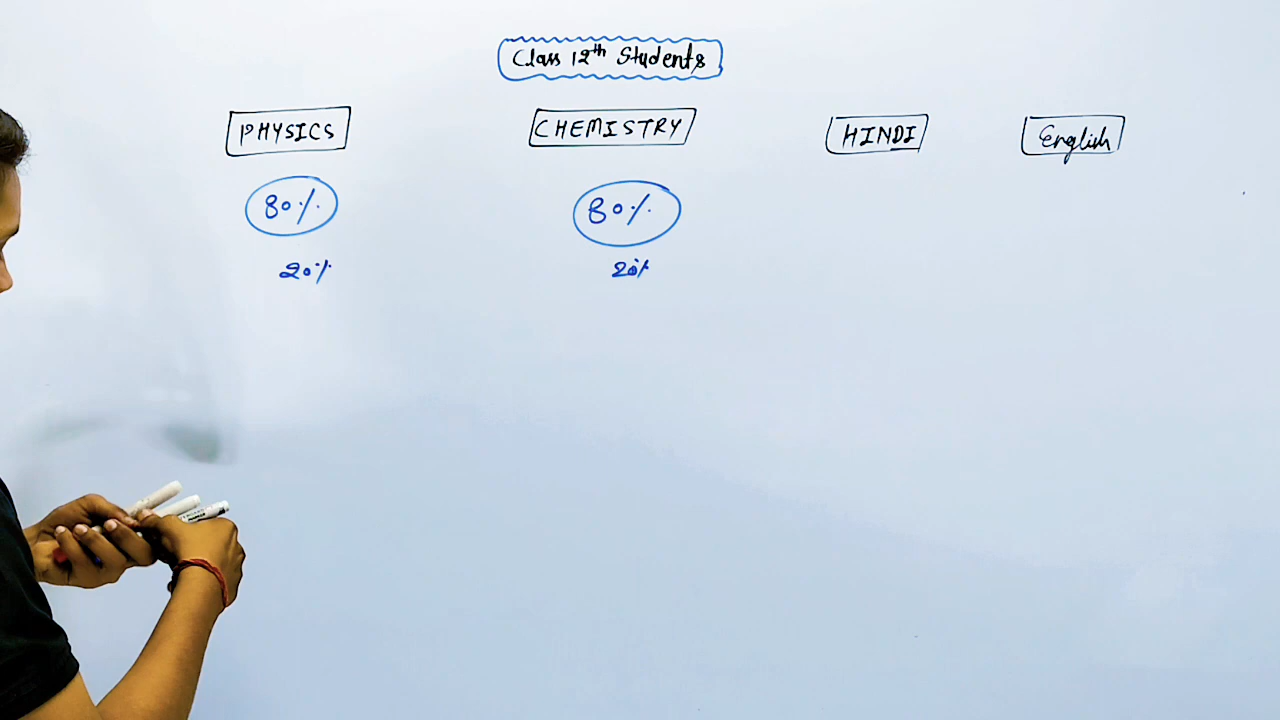 Class 12th Students
PHYSICS CHEMISTRY HINDI English
80% 80%
20% 20%